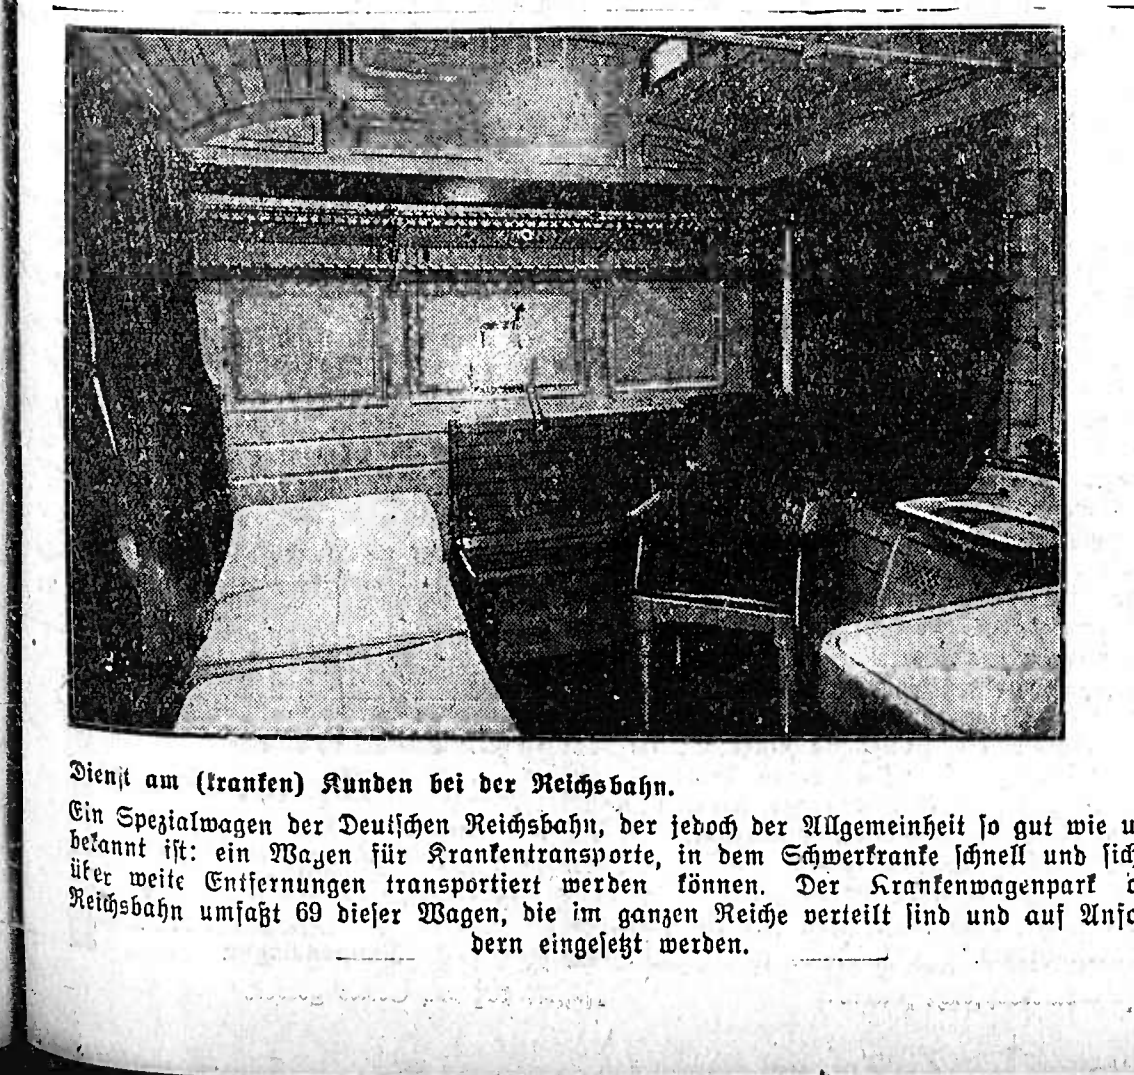 Dienst am (kranken) Kunden bei der Reichsbahn.
Ein Spezialwagen der Deutschen Reichsbahn, der jedoch der Allgemeinheit so gut wie u
bekannt ist: ein Wagen für Krankentransporte, in dem Schwerkranke schnell und sich
über weite Entfernungen transportiert werden können. Der Krankenwagenpark d
Reichsbahn umfaßt 69 dieser Wagen, die im ganzen Reiche verteilt sind und auf Anfo
dern eingesetzt werden.